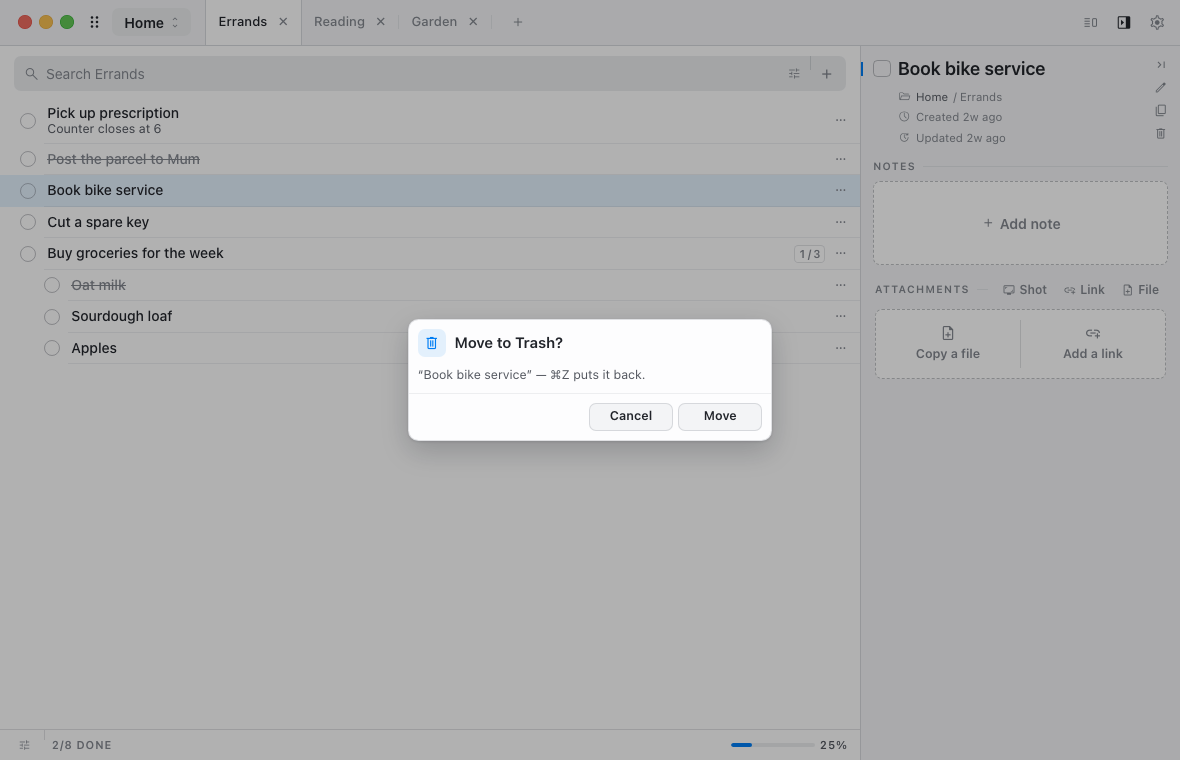 Home
Errands
Reading
Garden
Search Errands
Pick up prescription
Counter closes at 6
Post the parcel to Mum
Book bike service
Cut a spare key
Buy groceries for the week
1 / 3
Oat milk
Sourdough loaf
Apples
2/8 DONE
25%
Book bike service
Home / Errands
Created 2w ago
Updated 2w ago
NOTES
+ Add note
ATTACHMENTS
Shot
Link
File
Copy a file
Add a link
Move to Trash?
“Book bike service” — ⌘Z puts it back.
Cancel
Move